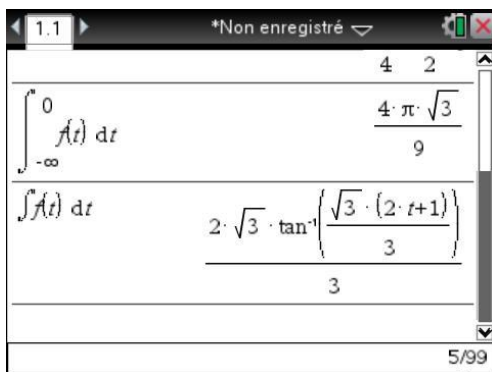 1.1 *Non enregistré
4 2
∫ 0 -∞ f(t) dt 4·π·√3 / 9
∫f(t) dt 2·√3·tan⁻¹(√3·(2·t+1) / 3) / 3
5/99